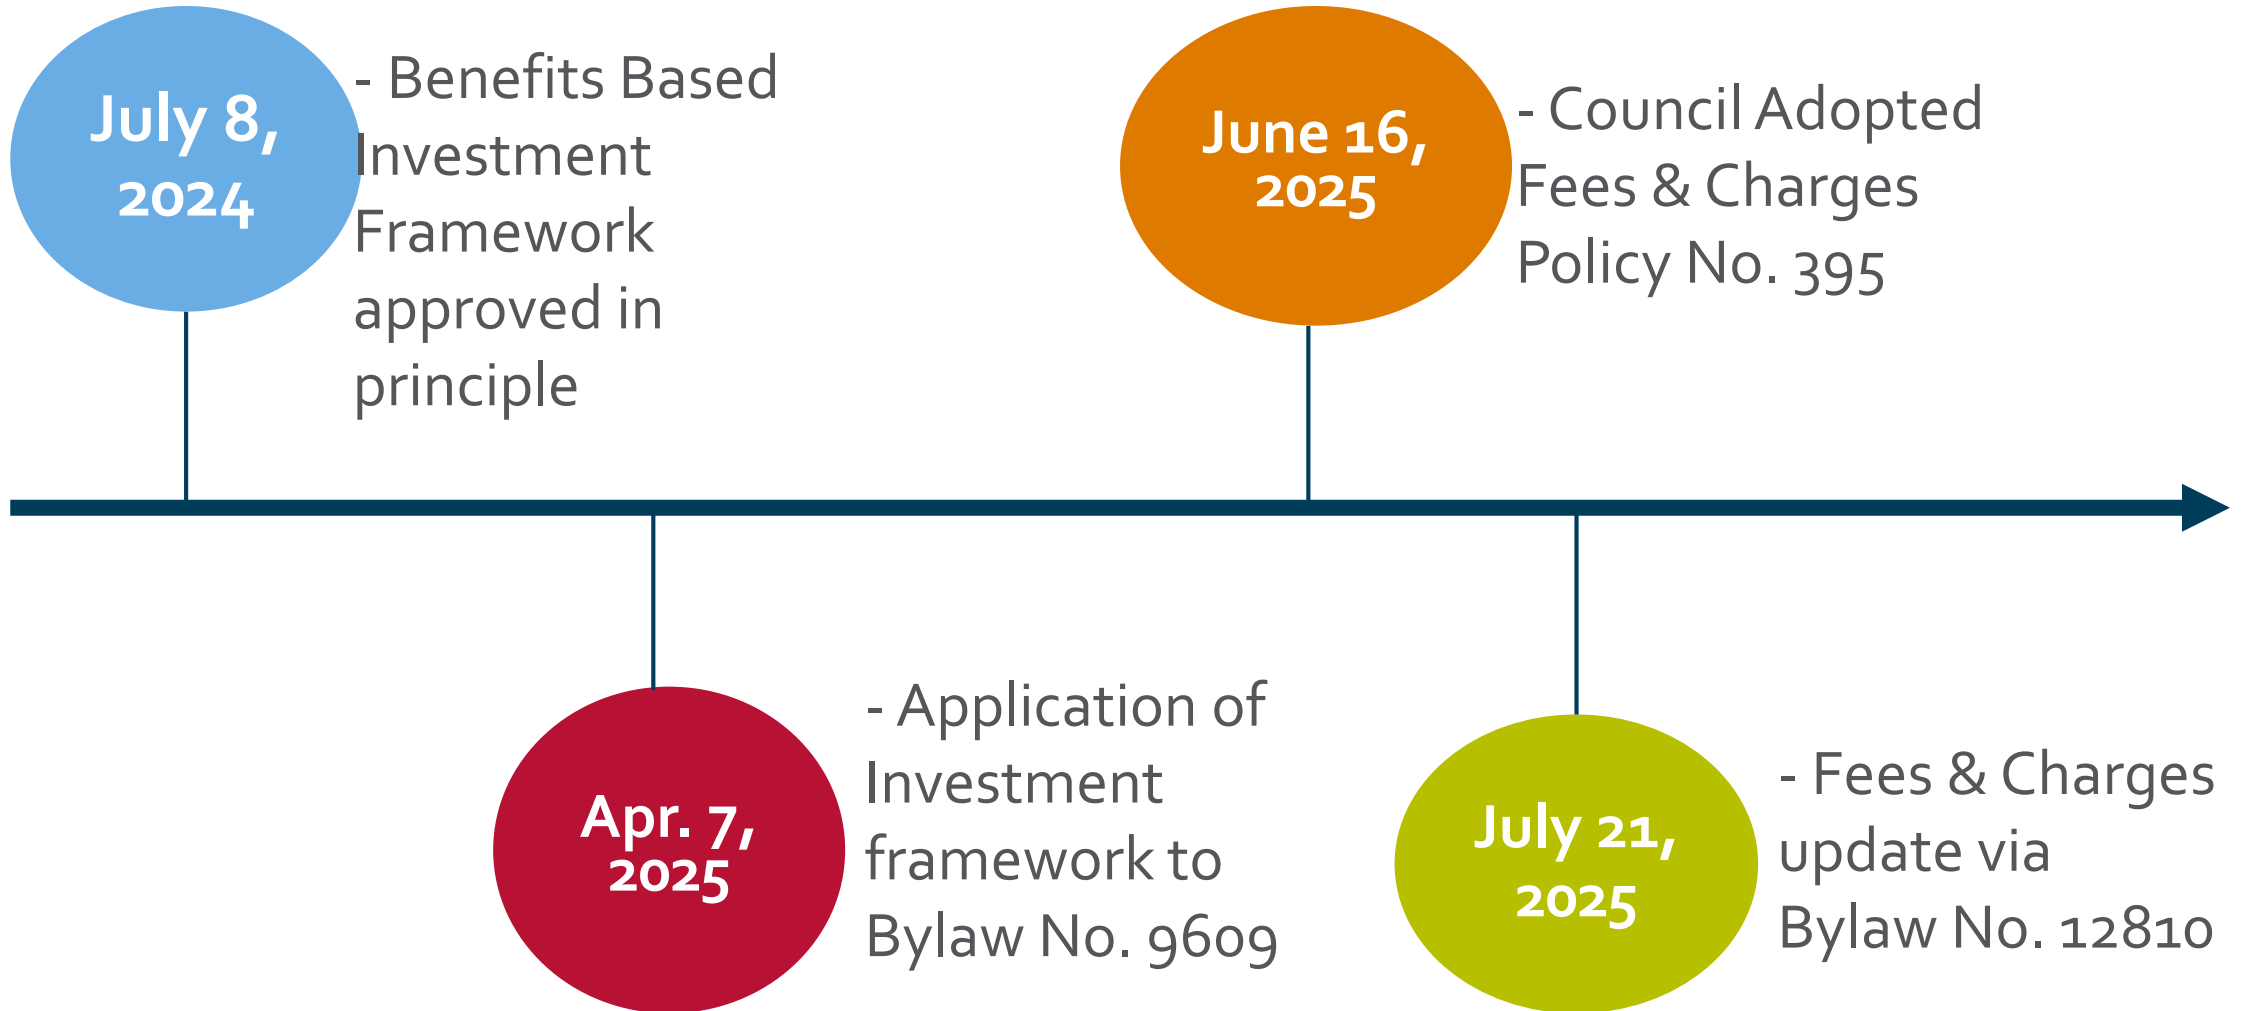 July 8,
2024
- Benefits Based
Investment
Framework
approved in
principle
Apr. 7,
2025
- Application of
Investment
framework to
Bylaw No. 9609
June 16,
2025
- Council Adopted
Fees & Charges
Policy No. 395
July 21,
2025
- Fees & Charges
update via
Bylaw No. 12810